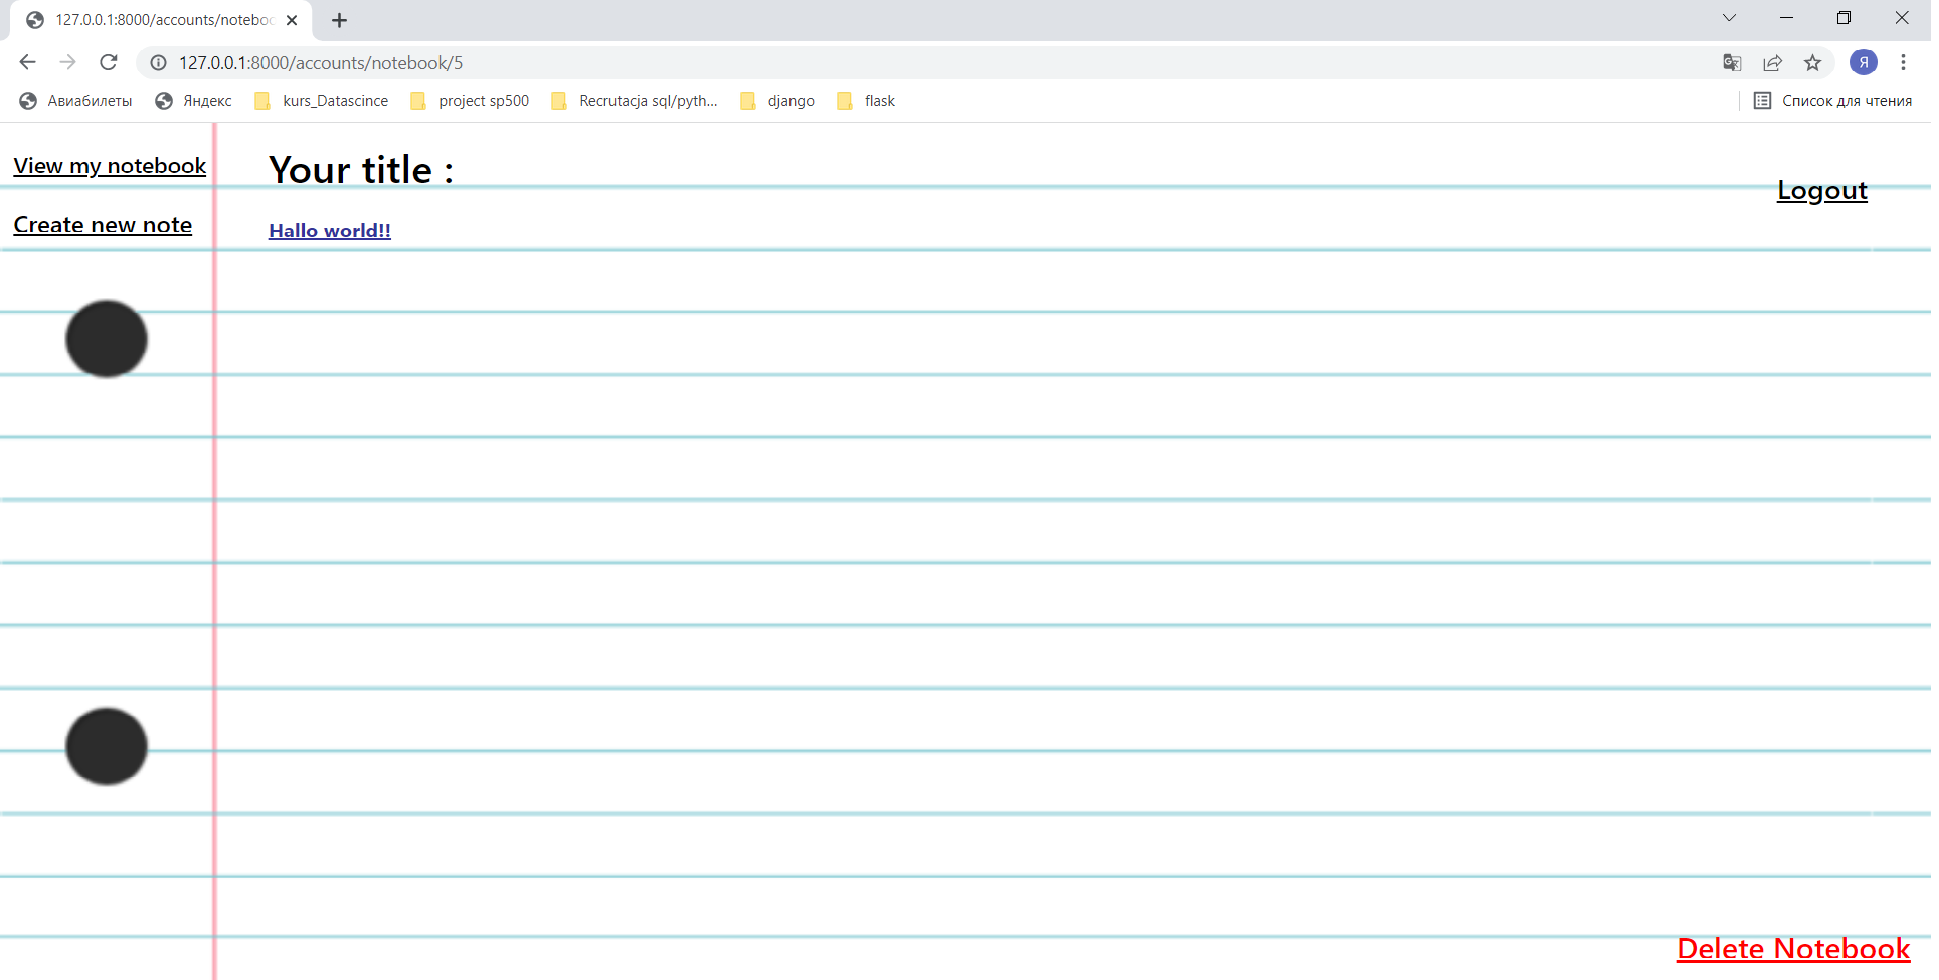 127.0.0.1:8000/accounts/noteboo
127.0.0.1:8000/accounts/notebook/5
Я
Авиабилеты Яндекс kurs_Datascince project sp500 Recrutacja sql/pyth... django flask Список для чтения
View my notebook
Your title :
Logout
Create new note
Hallo world!!
Delete Notebook